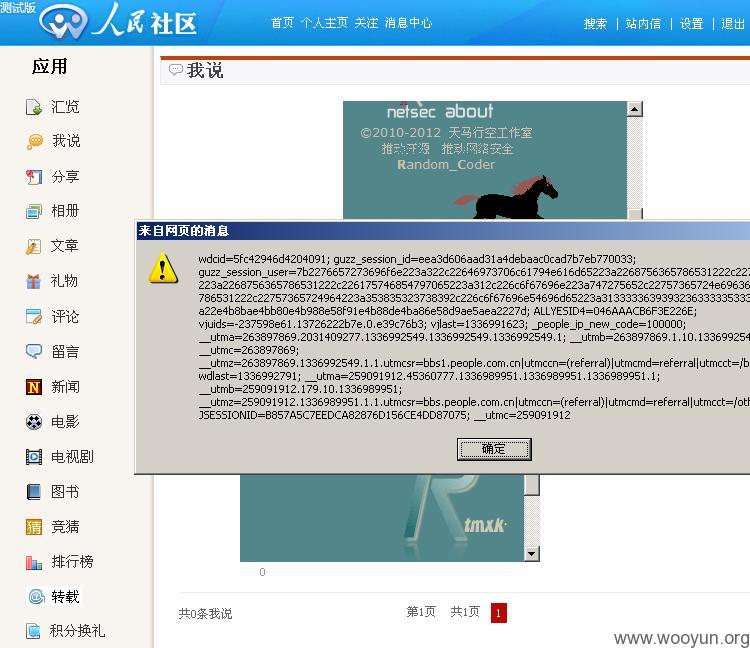 测试版
人民社区
首页 个人主页 关注 消息中心
搜索 | 站内信 | 设置 | 退出
应用
汇览
我说
分享
相册
文章
礼物
评论
留言
新闻
电影
电视剧
图书
猜 竞猜
排行榜
转载
积分换礼
我说
netsec about
©2010-2012 天马行空工作室
推动开源 推动网络安全
Random_Coder
来自网页的消息
wdcid=5fc42946d4204091; guzz_session_id=eea3d606aad31a4debaac0cad7b7eb770033;
guzz_session_user=7b2276657273696f6e223a322c22646973706c61794e616d65223a2268756365786531222c227
223a2268756365786531222c2261757468454797065223a312c226c6f67696e223a747275652c22757365724e616d65
786531222c22757365724964223a353835323738392c226c6f67696e54696d65223a31333336393932363333353333
a22e4b8bae4bb80e4b988e58f91e4b88de4ba86e58d9ae5aea2227d; ALLYESID4=046AAACB6F3E226E;
vjuids=-237598e61.13726222b7e.0.e39c76b3; vjlast=1336991623; _people_ip_new_code=100000;
__utma=263897869.2031409277.1336992549.1336992549.1336992549.1; __utmb=263897869.1.10.133699254
__utmc=263897869;
__utmz=263897869.1336992549.1.1.utmcsr=bbs1.people.com.cn|utmccn=(referral)|utmcmd=referral|utmcct=/b
wdlast=1336992791; __utma=259091912.45360777.1336989951.1336989951.1336989951.1;
__utmb=259091912.179.10.1336989951;
__utmz=259091912.1336989951.1.1.utmcsr=bbs.people.com.cn|utmccn=(referral)|utmcmd=referral|utmcct=/oth
JSESSIONID=B857A5C7EEDCA82876D156CE4DD87075; __utmc=259091912
确定
R
tmxk
0
共0条我说
第1页 共1页 1
www.wooyun.org